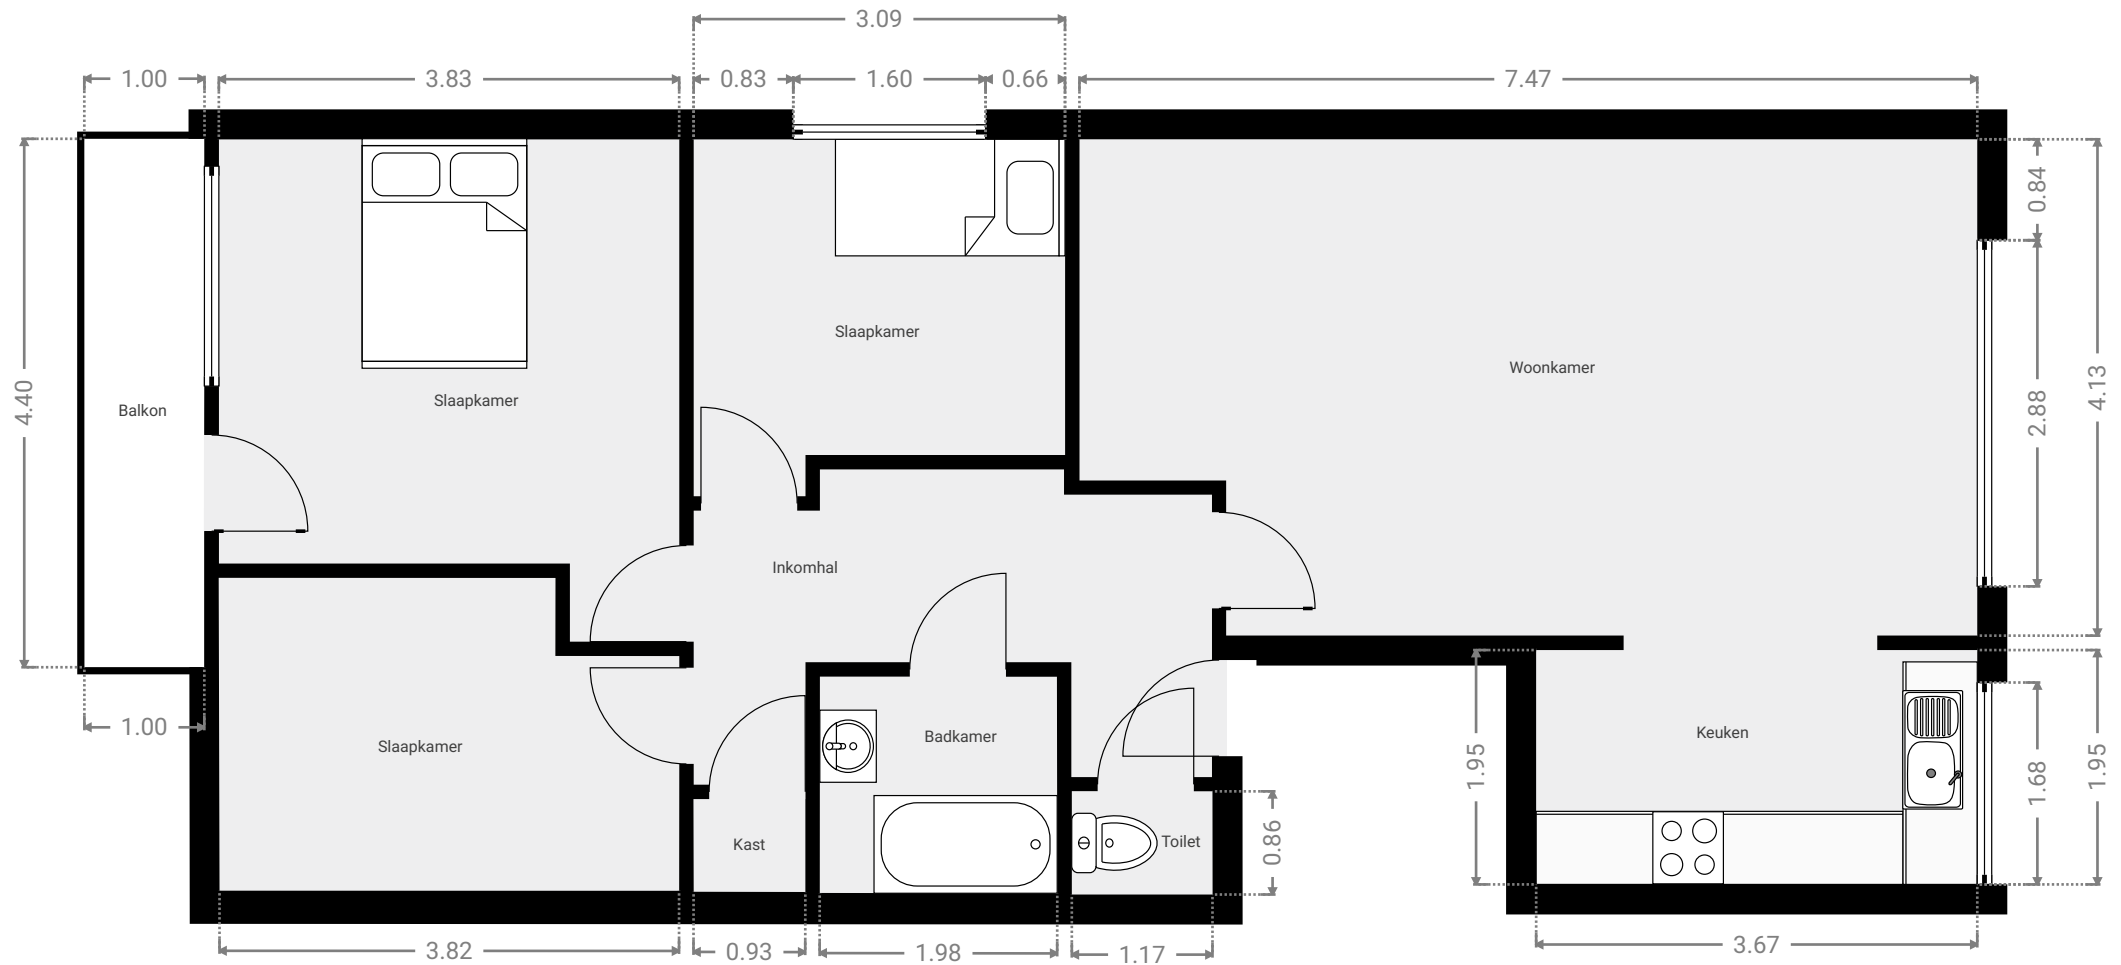 3.09
1.00
3.83
0.83
1.60
0.66
7.47
0.84
4.40
2.88
4.13
Slaapkamer
Woonkamer
Slaapkamer
Balkon
Inkomhal
1.00
Slaapkamer
Badkamer
Keuken
1.95
1.68
1.95
Kast
Toilet
0.86
3.82
0.93
1.98
1.17
3.67